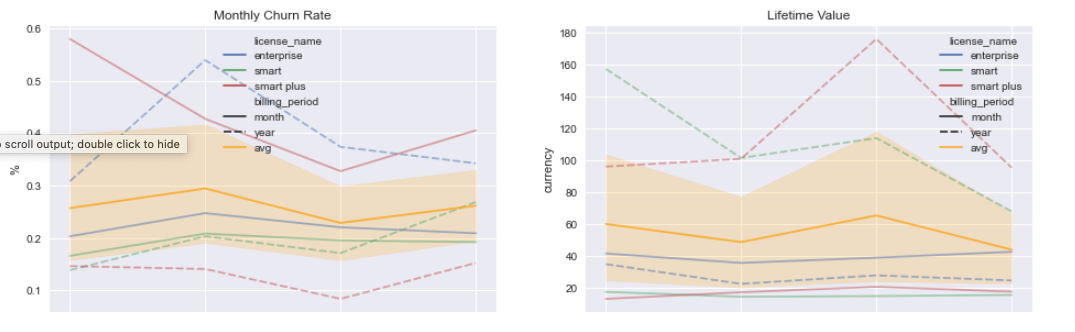 Monthly Churn Rate
0.6
0.5
0.4
0.3
0.2
0.1
%
license_name
enterprise
smart
smart plus
billing_period
month
year
avg
scroll output; double click to hide
Lifetime Value
180
160
140
120
100
80
60
40
20
currency
license_name
enterprise
smart
smart plus
billing_period
month
year
avg